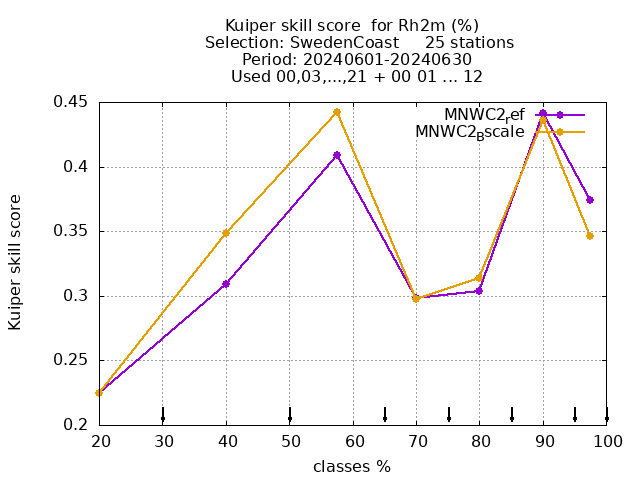 Kuiper skill score  for Rh2m (%)
Selection: SwedenCoast     25 stations
Period: 20240601-20240630
Used 00,03,...,21 + 00 01 ... 12
MNWC2ref
MNWC2Bscale
Kuiper skill score
0.45
0.4
0.35
0.3
0.25
0.2
20 30 40 50 60 70 80 90 100
classes %